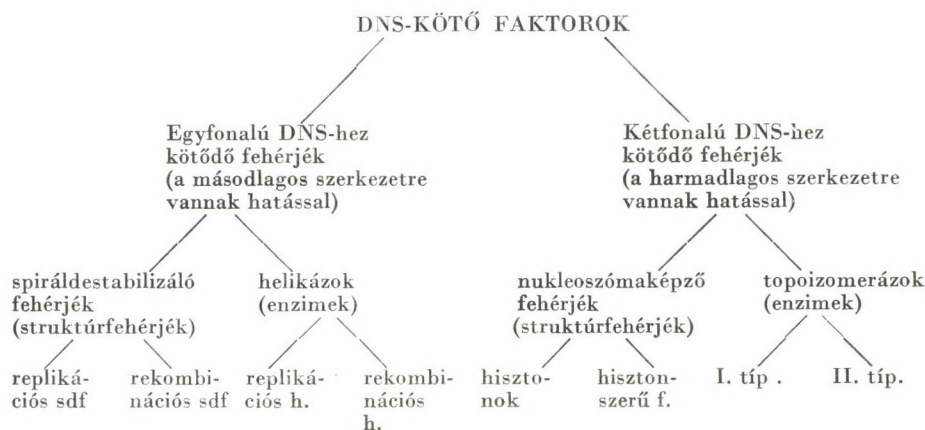 DNS-KÖTŐ FAKTOROK
Egyfonalú DNS-hez
kötődő fehérjék
(a másodlagos szerkezetre
vannak hatással)
Kétfonalú DNS-hez
kötődő fehérjék
(a harmadlagos szerkezetre
vannak hatással)
spiráldestabilizáló
fehérjék
(struktúrfehérjék)
helikázok
(enzimek)
nukleoszómaképző
fehérjék
(struktúrfehérjék)
topoizomerázok
(enzimek)
repliká-
ciós sdf
rekombi-
nációs sdf
repliká-
ciós h.
rekombi-
nációs
h.
hiszto-
nok
hiszton-
szerű f.
I. típ .
II. típ.